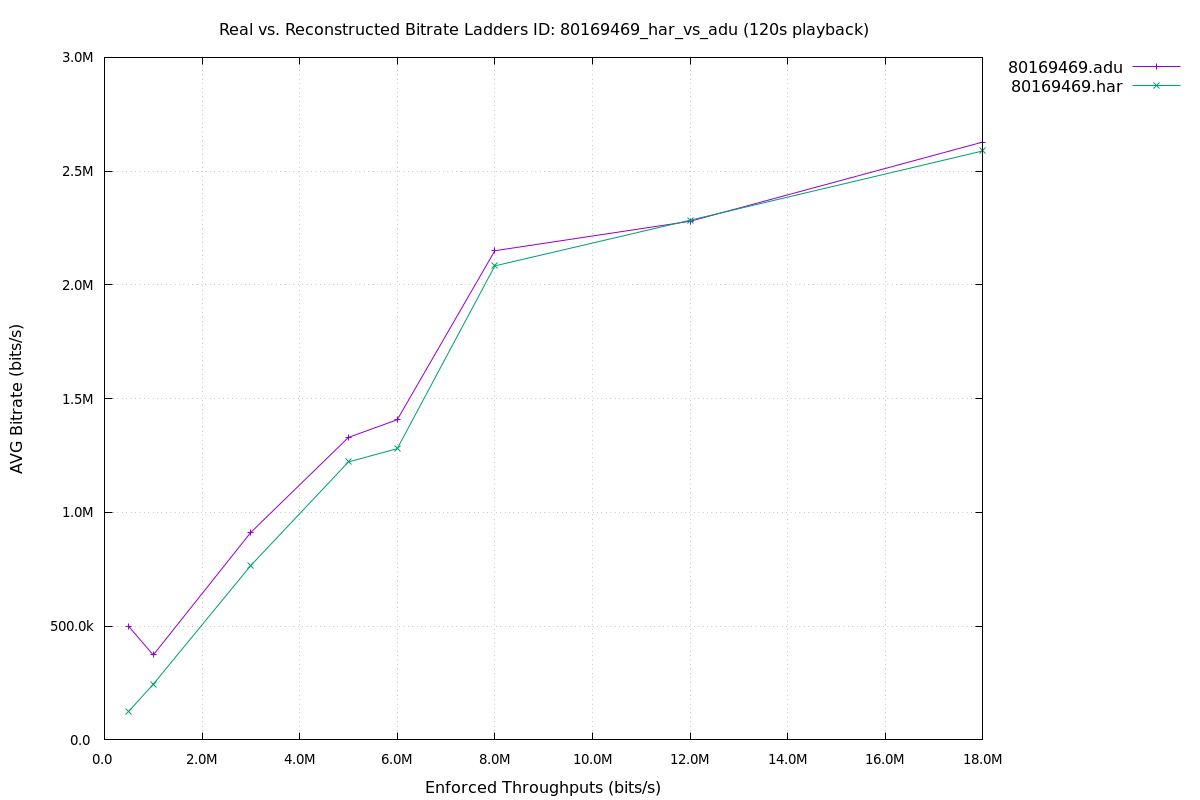 Real vs. Reconstructed Bitrate Ladders ID: 80169469_har_vs_adu (120s playback)
80169469.adu
80169469.har
AVG Bitrate (bits/s)
3.0M
2.5M
2.0M
1.5M
1.0M
500.0k
0.0
0.0 2.0M 4.0M 6.0M 8.0M 10.0M 12.0M 14.0M 16.0M 18.0M
Enforced Throughputs (bits/s)